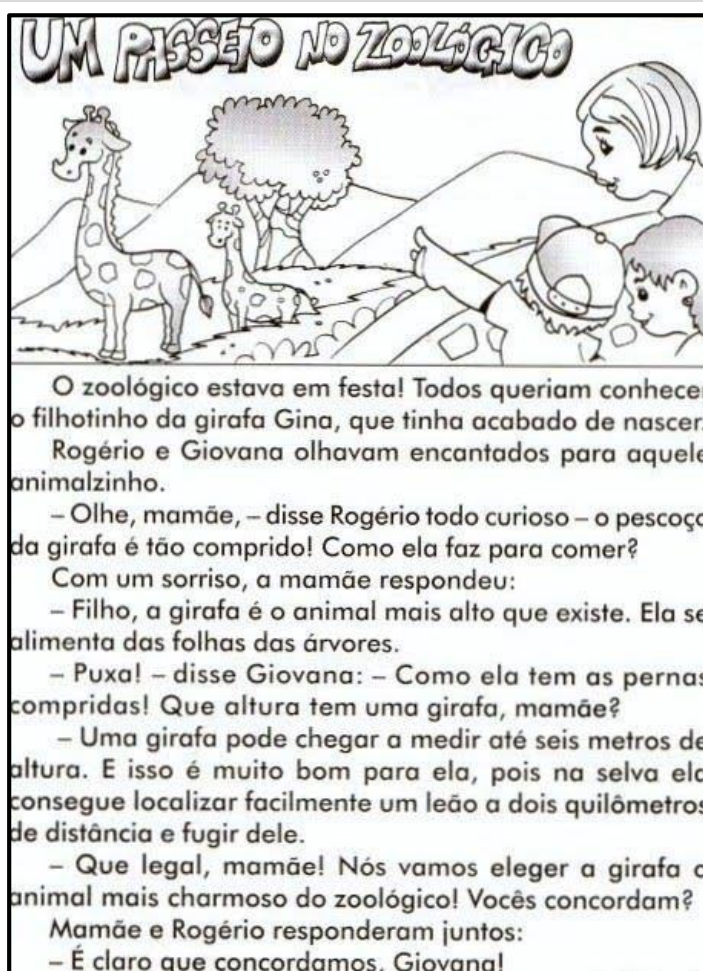 UM PASSEIO NO ZOOLÓGICO
O zoológico estava em festa! Todos queriam conhecer
o filhotinho da girafa Gina, que tinha acabado de nascer.
Rogério e Giovana olhavam encantados para aquele
animalzinho.
– Olhe, mamãe, – disse Rogério todo curioso – o pescoço
da girafa é tão comprido! Como ela faz para comer?
Com um sorriso, a mamãe respondeu:
– Filho, a girafa é o animal mais alto que existe. Ela se
alimenta das folhas das árvores.
– Puxa! – disse Giovana: – Como ela tem as pernas
compridas! Que altura tem uma girafa, mamãe?
– Uma girafa pode chegar a medir até seis metros de
altura. E isso é muito bom para ela, pois na selva ela
consegue localizar facilmente um leão a dois quilômetros
de distância e fugir dele.
– Que legal, mamãe! Nós vamos eleger a girafa o
animal mais charmoso do zoológico! Vocês concordam?
Mamãe e Rogério responderam juntos:
– É claro que concordamos, Giovana!